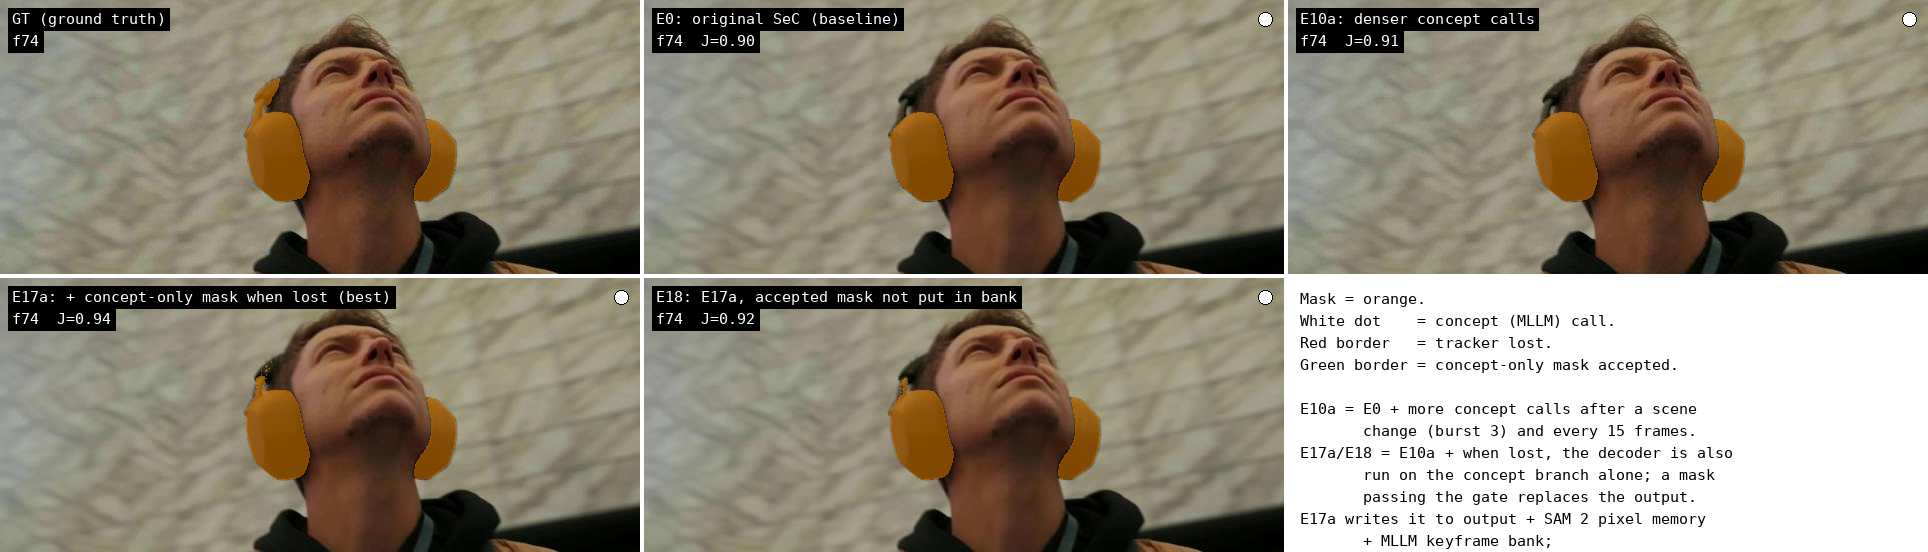 GT (ground truth)
f74
E0: original SeC (baseline)
f74  J=0.90
E10a: denser concept calls
f74  J=0.91
E17a: + concept-only mask when lost (best)
f74  J=0.94
E18: E17a, accepted mask not put in bank
f74  J=0.92
Mask = orange.
White dot    = concept (MLLM) call.
Red border   = tracker lost.
Green border = concept-only mask accepted.
E10a = E0 + more concept calls after a scene
change (burst 3) and every 15 frames.
E17a/E18 = E10a + when lost, the decoder is also
run on the concept branch alone; a mask
passing the gate replaces the output.
E17a writes it to output + SAM 2 pixel memory
+ MLLM keyframe bank;